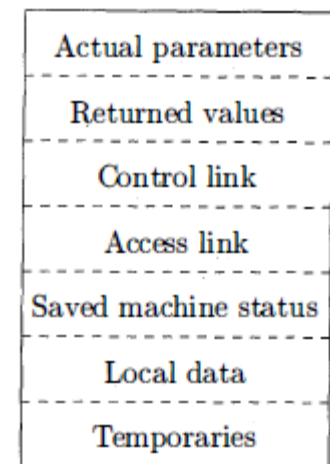 Actual parameters
Returned values
Control link
Access link
Saved machine status
Local data
Temporaries